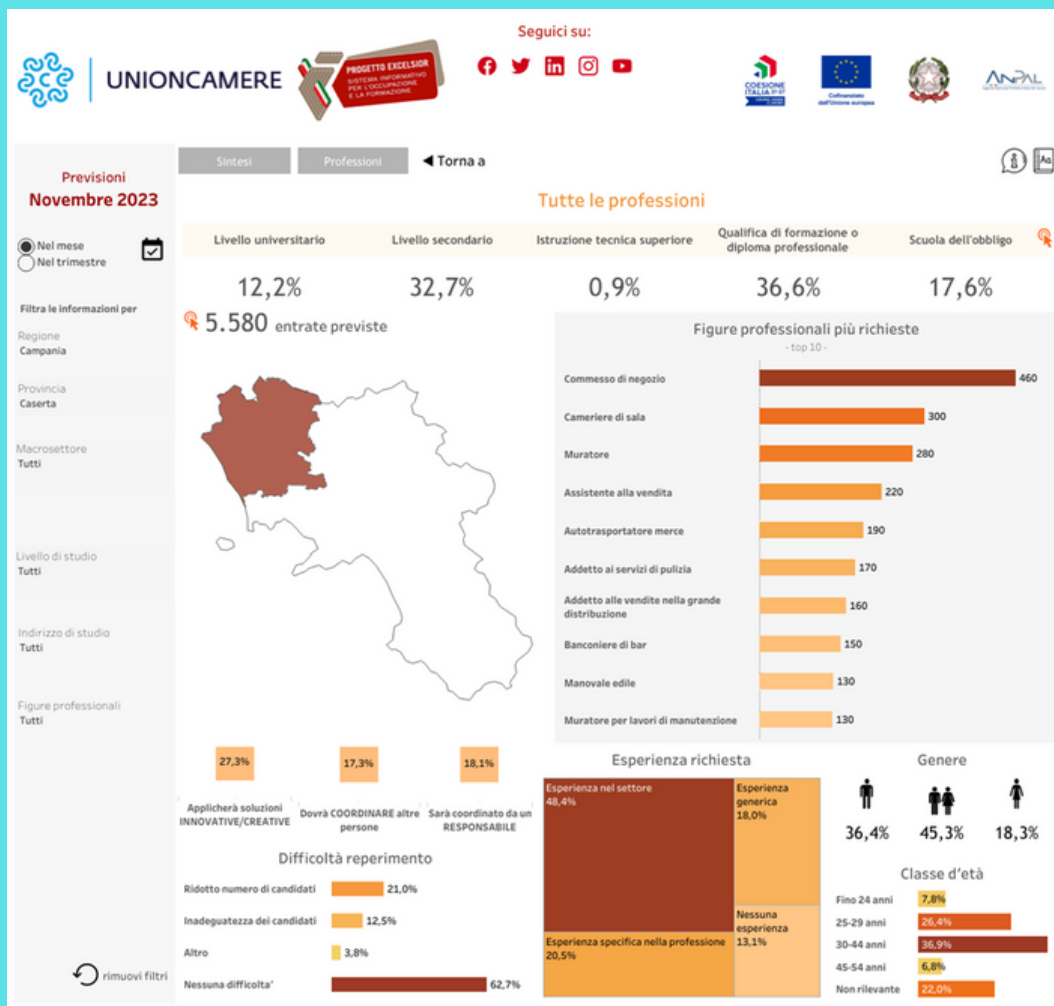 Seguici su:
UNIONCAMERE
PROGETTO EXCELSIOR
SISTEMA INFORMATIVO
PER L'OCCUPAZIONE
E LA FORMAZIONE
COESIONE
ITALIA 21-27
Cofinanziato
dall'Unione europea
ANPAL
Previsioni
Novembre 2023
Nel mese
Nel trimestre
Filtra le informazioni per
Regione
Campania
Provincia
Caserta
Macrosettore
Tutti
Livello di studio
Tutti
Indirizzo di studio
Tutti
Figure professionali
Tutti
rimuovi filtri
Sintesi
Professioni
Torna a
Aa
Tutte le professioni
Livello universitario
Livello secondario
Istruzione tecnica superiore
Qualifica di formazione o
diploma professionale
Scuola dell'obbligo
12,2%
32,7%
0,9%
36,6%
17,6%
5.580 entrate previste
Figure professionali più richieste
- top 10 -
Commesso di negozio 460
Cameriere di sala 300
Muratore 280
Assistente alla vendita 220
Autotrasportatore merce 190
Addetto ai servizi di pulizia 170
Addetto alle vendite nella grande
distribuzione 160
Banconiere di bar 150
Manovale edile 130
Muratore per lavori di manutenzione 130
27,3%
17,3%
18,1%
Applicherà soluzioni
INNOVATIVE/CREATIVE
Dovrà COORDINARE altre
persone
Sarà coordinato da un
RESPONSABILE
Difficoltà reperimento
Ridotto numero di candidati 21,0%
Inadeguatezza dei candidati 12,5%
Altro 3,8%
Nessuna difficolta' 62,7%
Esperienza richiesta
Esperienza nel settore
48,4%
Esperienza
generica
18,0%
Esperienza specifica nella professione
20,5%
Nessuna
esperienza
13,1%
Genere
36,4%
45,3%
18,3%
Classe d'età
Fino 24 anni 7,8%
25-29 anni 26,4%
30-44 anni 36,9%
45-54 anni 6,8%
Non rilevante 22,0%